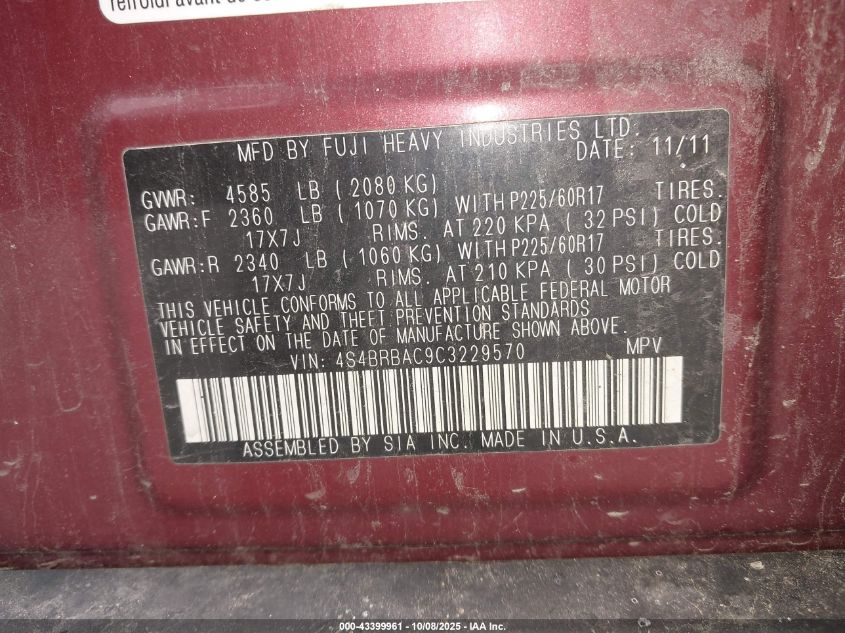 refroidi avant de
MFD BY FUJI HEAVY INDUSTRIES LTD.
DATE: 11/11
GVWR: 4585 LB ( 2080 KG)
GAWR:F 2360 LB ( 1070 KG) WITH P225/60R17 TIRES.
17X7J RIMS. AT 220 KPA ( 32 PSI) COLD
GAWR:R 2340 LB ( 1060 KG) WITH P225/60R17 TIRES.
17X7J RIMS. AT 210 KPA ( 30 PSI) COLD
THIS VEHICLE CONFORMS TO ALL APPLICABLE FEDERAL MOTOR
VEHICLE SAFETY AND THEFT PREVENTION STANDARDS
IN EFFECT ON THE DATE OF MANUFACTURE SHOWN ABOVE.
VIN: 4S4BRBAC9C3229570 MPV
ASSEMBLED BY SIA INC. MADE IN U.S.A.
000-43399961 - 10/08/2025 - IAA Inc.